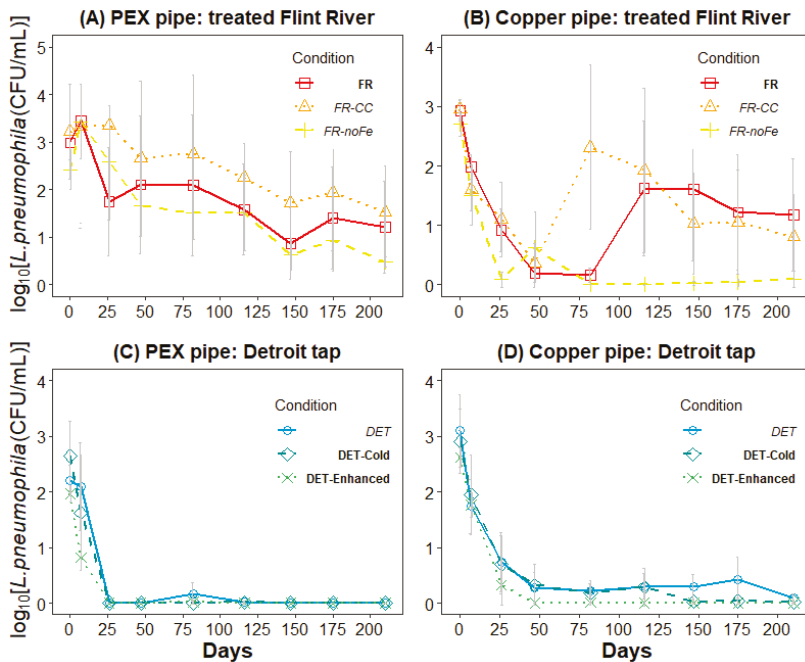 (A) PEX pipe: treated Flint River
(B) Copper pipe: treated Flint River
log10[L.pneumophila(CFU/mL)]
5
4
3
2
1
0
Condition
FR
FR-CC
FR-noFe
0 25 50 75 100 125 150 175 200
4
3
2
1
0
Condition
FR
FR-CC
FR-noFe
0 25 50 75 100 125 150 175 200
(C) PEX pipe: Detroit tap
(D) Copper pipe: Detroit tap
log10[L.pneumophila(CFU/mL)]
4
3
2
1
0
Condition
DET
DET-Cold
DET-Enhanced
0 25 50 75 100 125 150 175 200
Days
4
3
2
1
0
Condition
DET
DET-Cold
DET-Enhanced
0 25 50 75 100 125 150 175 200
Days